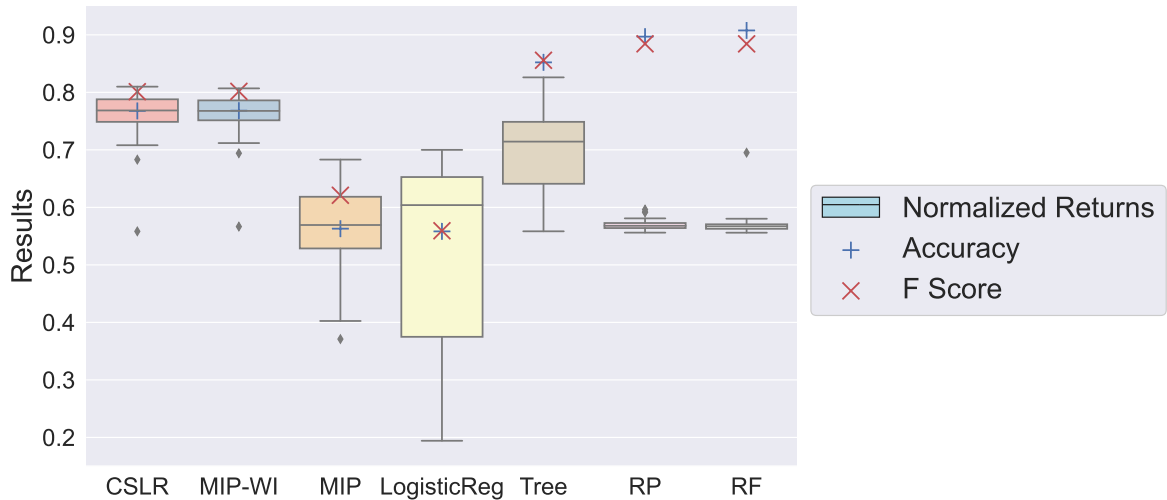 Results
0.9
0.8
0.7
0.6
0.5
0.4
0.3
0.2
CSLR MIP-WI MIP LogisticReg Tree RP RF
Normalized Returns
Accuracy
F Score